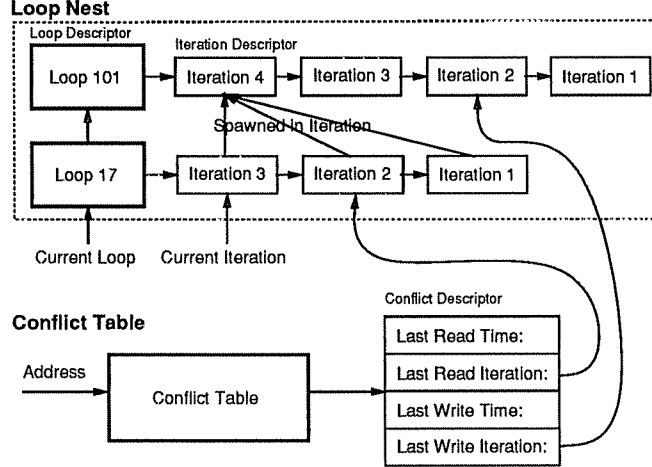 Loop Nest
Loop Descriptor
Iteration Descriptor
Loop 101
Iteration 4
Iteration 3
Iteration 2
Iteration 1
Spawned in Iteration
Loop 17
Iteration 3
Iteration 2
Iteration 1
Current Loop
Current Iteration
Conflict Descriptor
Conflict Table
Last Read Time:
Address
Last Read Iteration:
Conflict Table
Last Write Time:
Last Write Iteration: